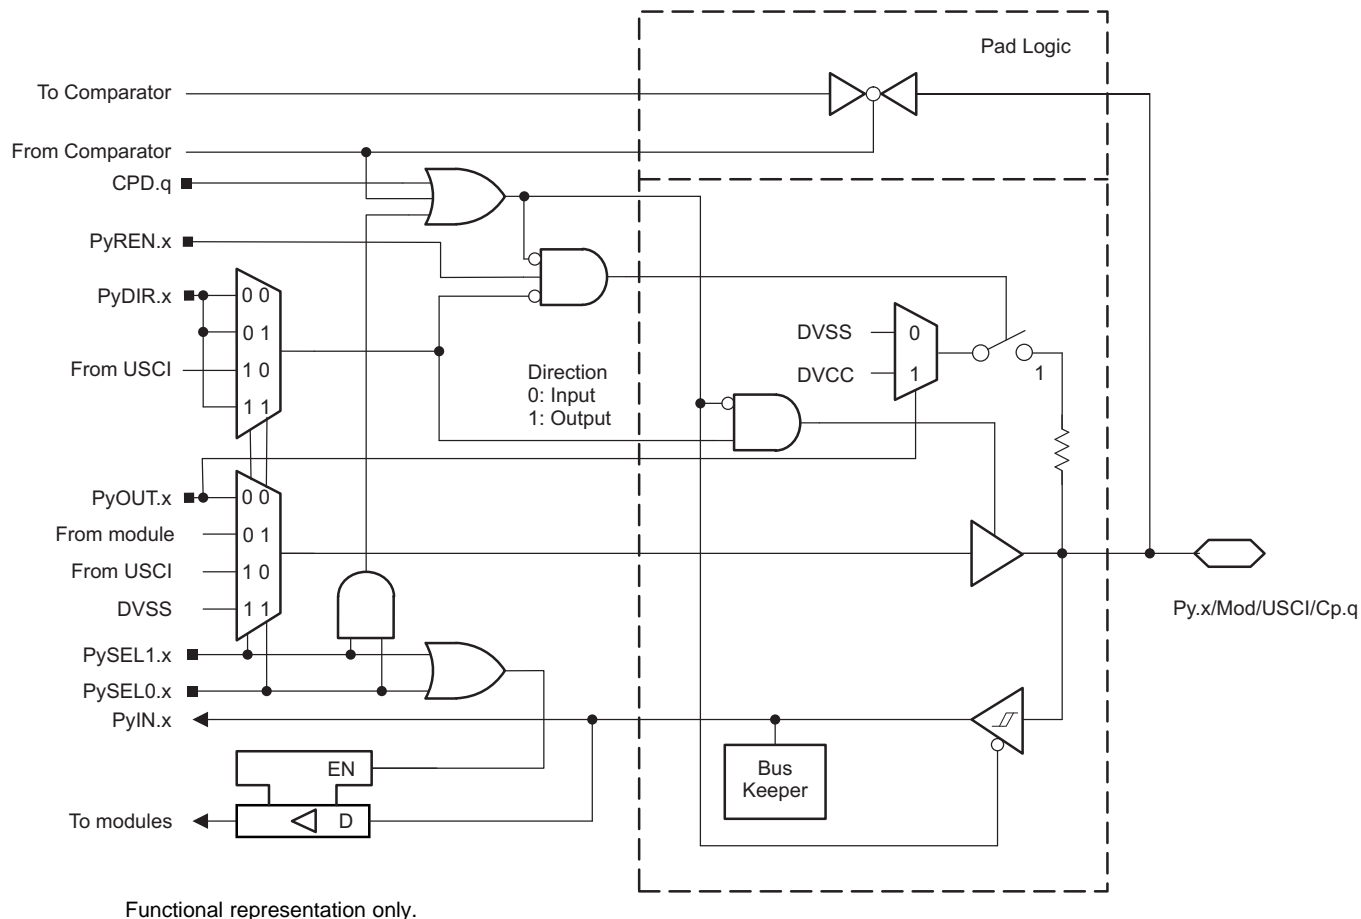 Pad Logic
To Comparator
From Comparator
CPD.q
PyREN.x
PyDIR.x
0 0
0 1
From USCI
1 0
1 1
Direction
0: Input
1: Output
DVSS
0
DVCC
1
1
PyOUT.x
0 0
From module
0 1
From USCI
1 0
DVSS
1 1
Py.x/Mod/USCI/Cp.q
PySEL1.x
PySEL0.x
PyIN.x
EN
Bus
Keeper
To modules
D
Functional representation only.